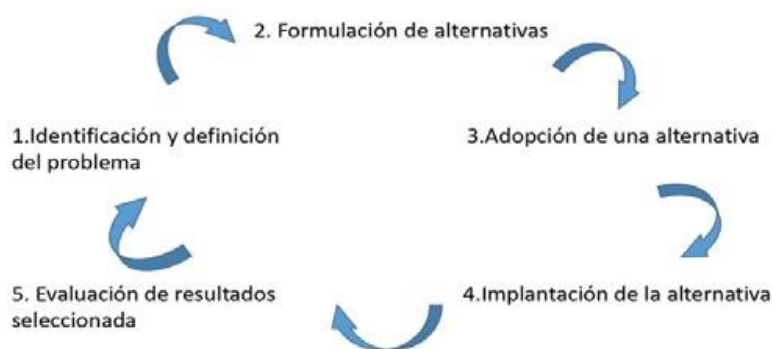 2. Formulación de alternativas
1.Identificación y definición
del problema
3.Adopción de una alternativa
5. Evaluación de resultados
seleccionada
4.Implantación de la alternativa